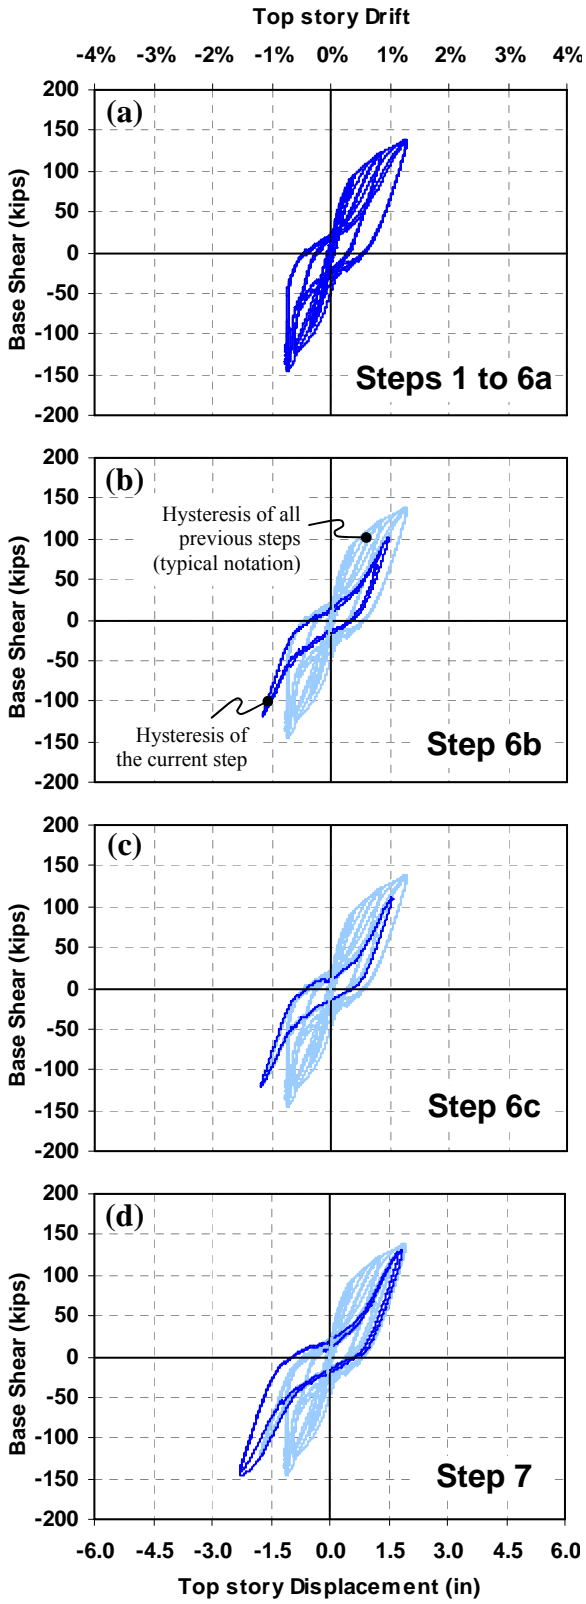 Top story Drift
-4% -3% -2% -1% 0% 1% 2% 3% 4%
(a)
200
150
100
50
0
-50
-100
-150
-200
Base Shear (kips)
Steps 1 to 6a
(b)
200
150
100
50
0
-50
-100
-150
-200
Base Shear (kips)
Hysteresis of all
previous steps
(typical notation)
Hysteresis of
the current step
Step 6b
(c)
200
150
100
50
0
-50
-100
-150
-200
Base Shear (kips)
Step 6c
(d)
200
150
100
50
0
-50
-100
-150
-200
Base Shear (kips)
Step 7
-6.0 -4.5 -3.0 -1.5 0.0 1.5 3.0 4.5 6.0
Top story Displacement (in)